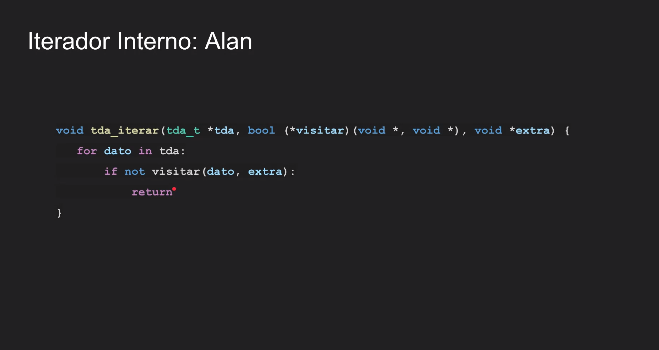 Iterador Interno: Alan
void tda_iterar(tda_t *tda, bool (*visitar)(void *, void *), void *extra) {
for dato in tda:
if not visitar(dato, extra):
return
}